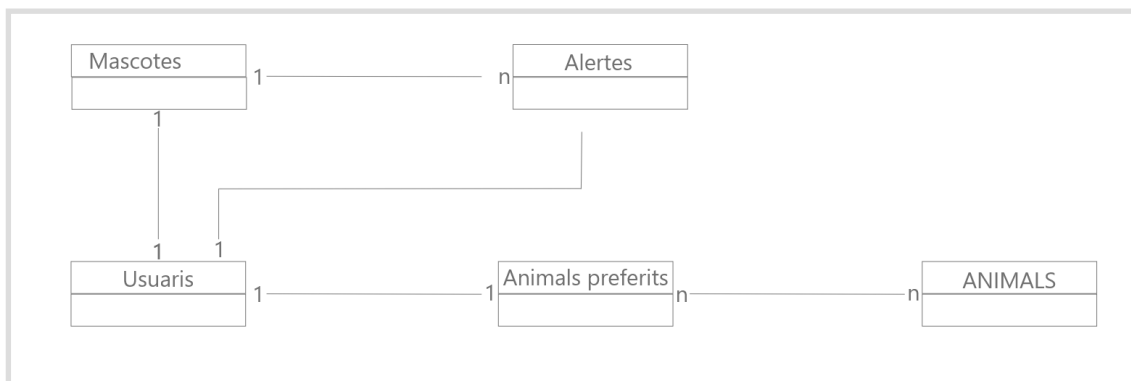 Mascotes
1
n
Alertes
1
1
1
Usuaris
1
1
Animals preferits
n
n
ANIMALS